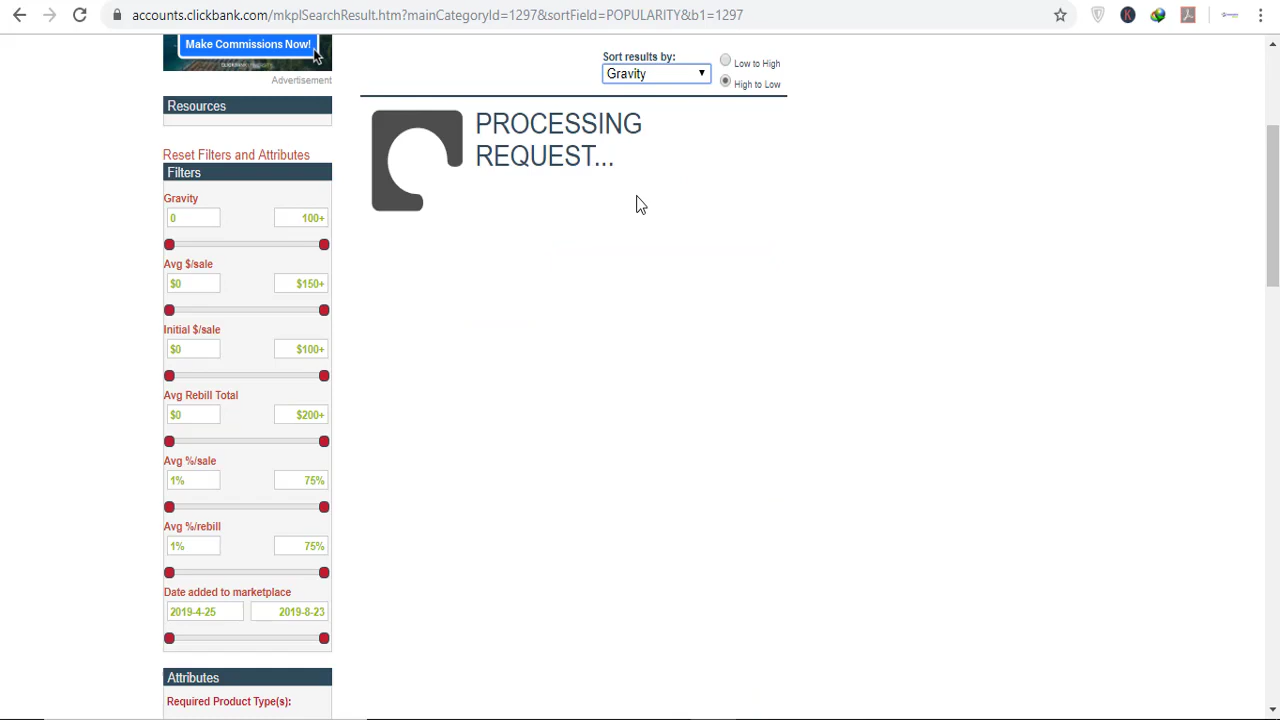 accounts.clickbank.com/mkplSearchResult.htm?mainCategoryId=1297&sortField=POPULARITY&b1=1297
Make Commissions Now!
Advertisement
Sort results by:
Gravity
Low to High
High to Low
Resources
PROCESSING
REQUEST...
Reset Filters and Attributes
Filters
Gravity
0 100+
Avg $/sale
$0 $150+
Initial $/sale
$0 $100+
Avg Rebill Total
$0 $200+
Avg %/sale
1% 75%
Avg %/rebill
1% 75%
Date added to marketplace
2019-4-25 2019-8-23
Attributes
Required Product Type(s):